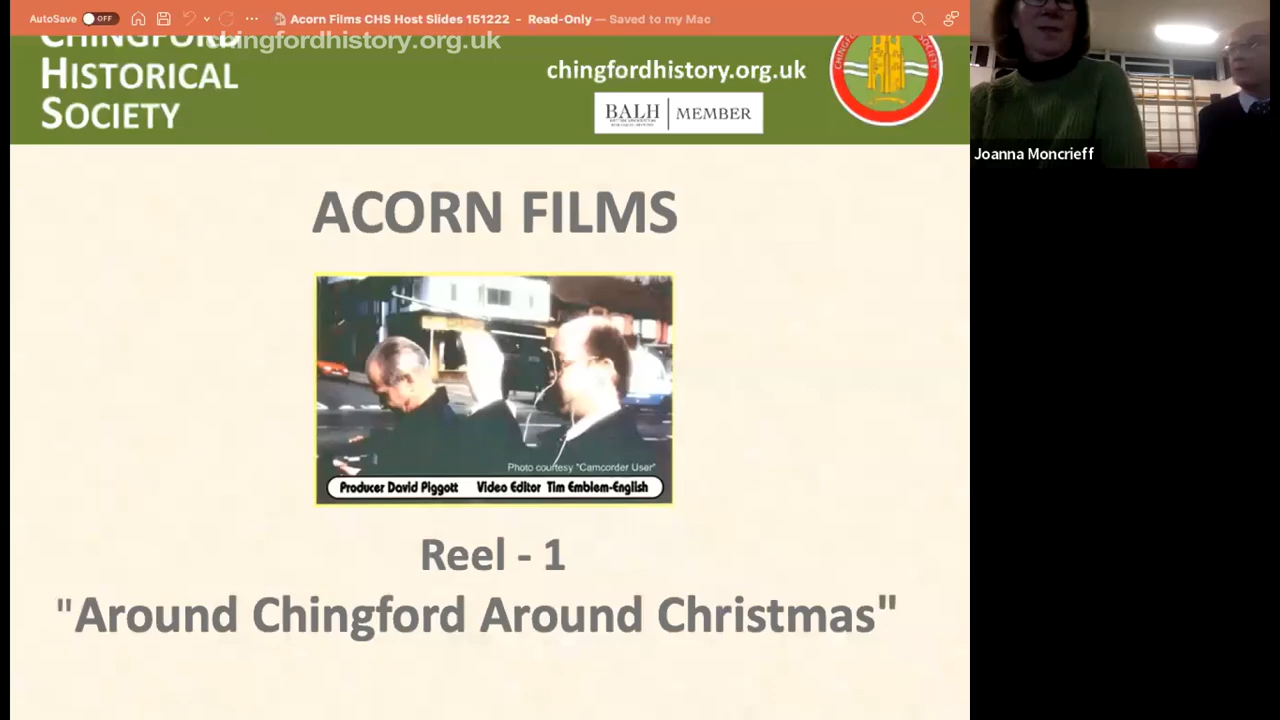 AutoSave OFF Acorn Films CHS Host Slides 151222 - Read-Only — Saved to my Mac
chingfordhistory.org.uk
CHINGFORD
HISTORICAL
SOCIETY
chingfordhistory.org.uk
BALH MEMBER
Joanna Moncrieff
ACORN FILMS
Photo courtesy "Camcorder User"
Producer David Piggott Video Editor Tim Emblem-English
Reel - 1
"Around Chingford Around Christmas"